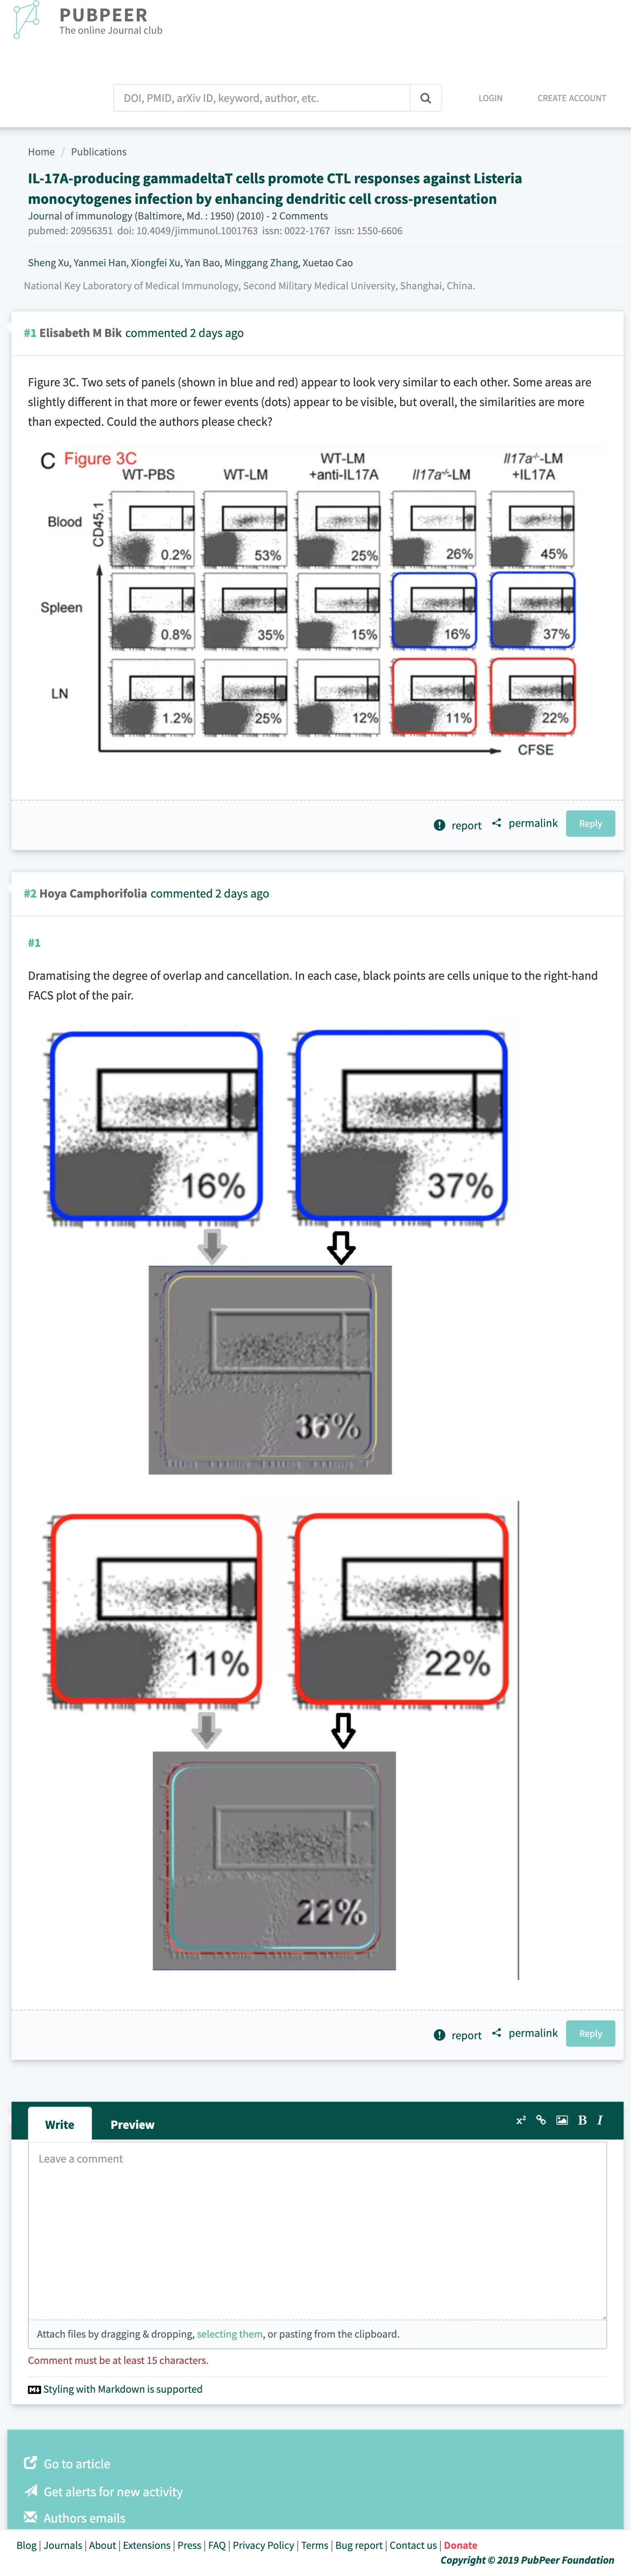 PUBPEER
The online Journal club
DOI, PMID, arXiv ID, keyword, author, etc.
LOGIN
CREATE ACCOUNT
Home / Publications
IL-17A-producing gammadeltaT cells promote CTL responses against Listeria
monocytogenes infection by enhancing dendritic cell cross-presentation
Journal of immunology (Baltimore, Md. : 1950) (2010) - 2 Comments
pubmed: 20956351 doi: 10.4049/jimmunol.1001763 issn: 0022-1767 issn: 1550-6606
Sheng Xu, Yanmei Han, Xiongfei Xu, Yan Bao, Minggang Zhang, Xuetao Cao
National Key Laboratory of Medical Immunology, Second Military Medical University, Shanghai, China.
#1 Elisabeth M Bik commented 2 days ago
Figure 3C. Two sets of panels (shown in blue and red) appear to look very similar to each other. Some areas are
slightly different in that more or fewer events (dots) appear to be visible, but overall, the similarities are more
than expected. Could the authors please check?
C Figure 3C
WT-PBS
WT-LM
WT-LM
+anti-IL17A
Il17a-/-LM
Il17a-/-LM
+IL17A
CD45.1
Blood
0.2%
53%
25%
26%
45%
Spleen
0.8%
35%
15%
16%
37%
LN
1.2%
25%
12%
11%
22%
CFSE
report
permalink
Reply
#2 Hoya Camphorifolia commented 2 days ago
#1
Dramatising the degree of overlap and cancellation. In each case, black points are cells unique to the right-hand
FACS plot of the pair.
16%
37%
11%
22%
22%
report
permalink
Reply
Write
Preview
x² B I
Leave a comment
Attach files by dragging & dropping, selecting them, or pasting from the clipboard.
Comment must be at least 15 characters.
Styling with Markdown is supported
Go to article
Get alerts for new activity
Authors emails
Blog | Journals | About | Extensions | Press | FAQ | Privacy Policy | Terms | Bug report | Contact us | Donate
Copyright © 2019 PubPeer Foundation